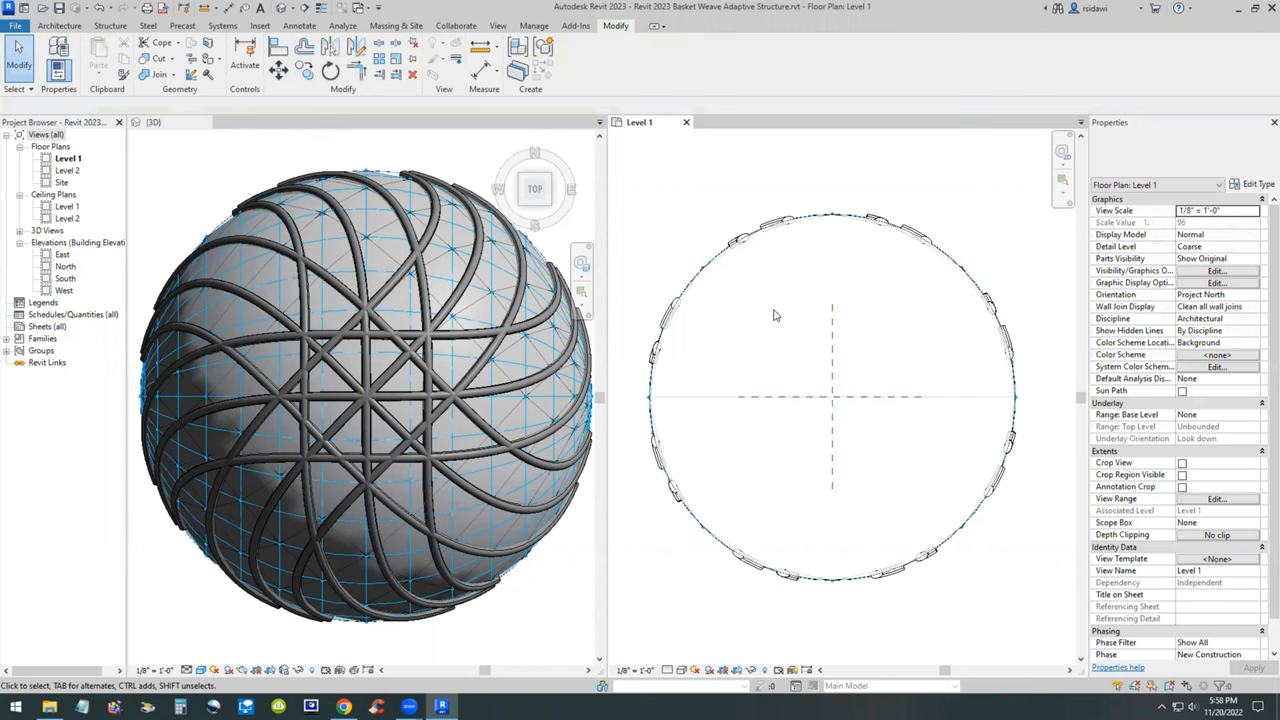 Autodesk Revit 2023 - Revit 2023 Basket Weave Adaptive Structure.rvt - Floor Plan: Level 1
rsidawi
File Architecture Structure Steel Precast Systems Insert Annotate Analyze Massing & Site Collaborate View Manage Add-Ins Modify
Modify
Properties
Paste
Cope
Cut
Join
Activate
Select Properties Clipboard Geometry Controls Modify View Measure Create
Project Browser - Revit 2023...
Views (all)
Floor Plans
Level 1
Level 2
Site
Ceiling Plans
Level 1
Level 2
3D Views
Elevations (Building Elevati
East
North
South
West
Legends
Schedules/Quantities (all)
Sheets (all)
Families
Groups
Revit Links
{3D}
N
W
TOP
E
S
Level 1
Properties
Floor Plan: Level 1
Edit Type
Graphics
View Scale 1/8" = 1'-0"
Scale Value 1: 96
Display Model Normal
Detail Level Coarse
Parts Visibility Show Original
Visibility/Graphics O... Edit...
Graphic Display Opti... Edit...
Orientation Project North
Wall Join Display Clean all wall joins
Discipline Architectural
Show Hidden Lines By Discipline
Color Scheme Locati... Background
Color Scheme <none>
System Color Schem... Edit...
Default Analysis Dis... None
Sun Path
Underlay
Range: Base Level None
Range: Top Level Unbounded
Underlay Orientation Look down
Extents
Crop View
Crop Region Visible
Annotation Crop
View Range Edit...
Associated Level Level 1
Scope Box None
Depth Clipping No clip
Identity Data
View Template <None>
View Name Level 1
Dependency Independent
Title on Sheet
Referencing Sheet
Referencing Detail
Phasing
Phase Filter Show All
Phase New Construction
Properties help Apply
1/8" = 1'-0"
1/8" = 1'-0"
Click to select, TAB for alternates, CTRL adds, SHIFT unselects.
:0
Main Model
:0
5:58 PM
11/20/2022